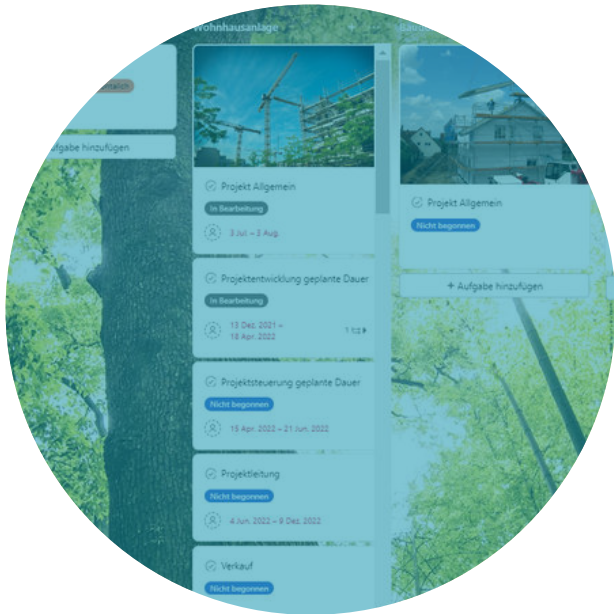 Wohnhausanlage
Aufgabe hinzufügen
Projekt Allgemein
In Bearbeitung
3 Jul. – 2 Aug.
Projektentwicklung geplante Dauer
In Bearbeitung
13 Dez. 2021 –
18 Apr. 2022
1
Projektsteuerung geplante Dauer
Nicht begonnen
15 Apr. 2022 – 21 Jun. 2022
Projektleitung
Nicht begonnen
4 Jun. 2022 – 9 Dez. 2022
Verkauf
Nicht begonnen
Projekt Allgemein
Nicht begonnen
+ Aufgabe hinzufügen